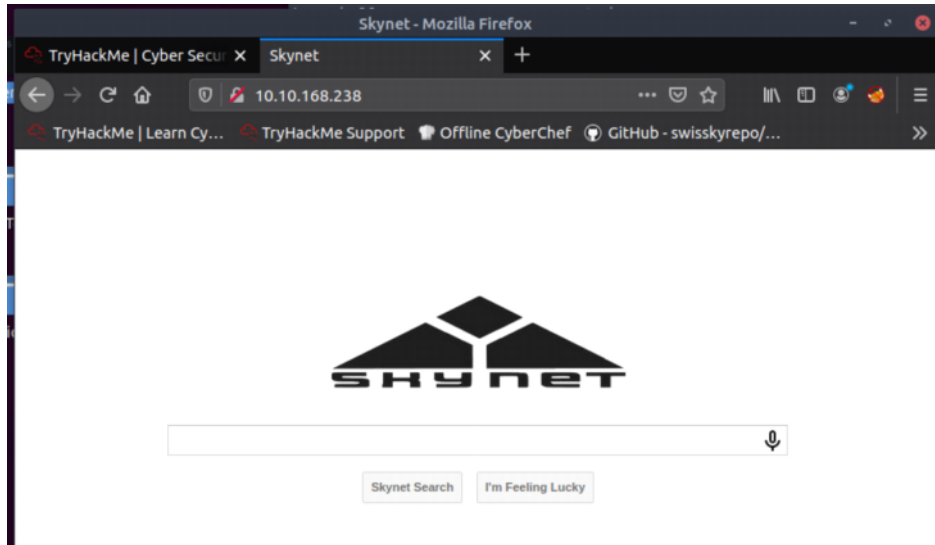 Skynet - Mozilla Firefox
TryHackMe | Cyber Secur Skynet
10.10.168.238
TryHackMe | Learn Cy... TryHackMe Support Offline CyberChef GitHub - swisskyrepo/...
SKYNET
Skynet Search I'm Feeling Lucky